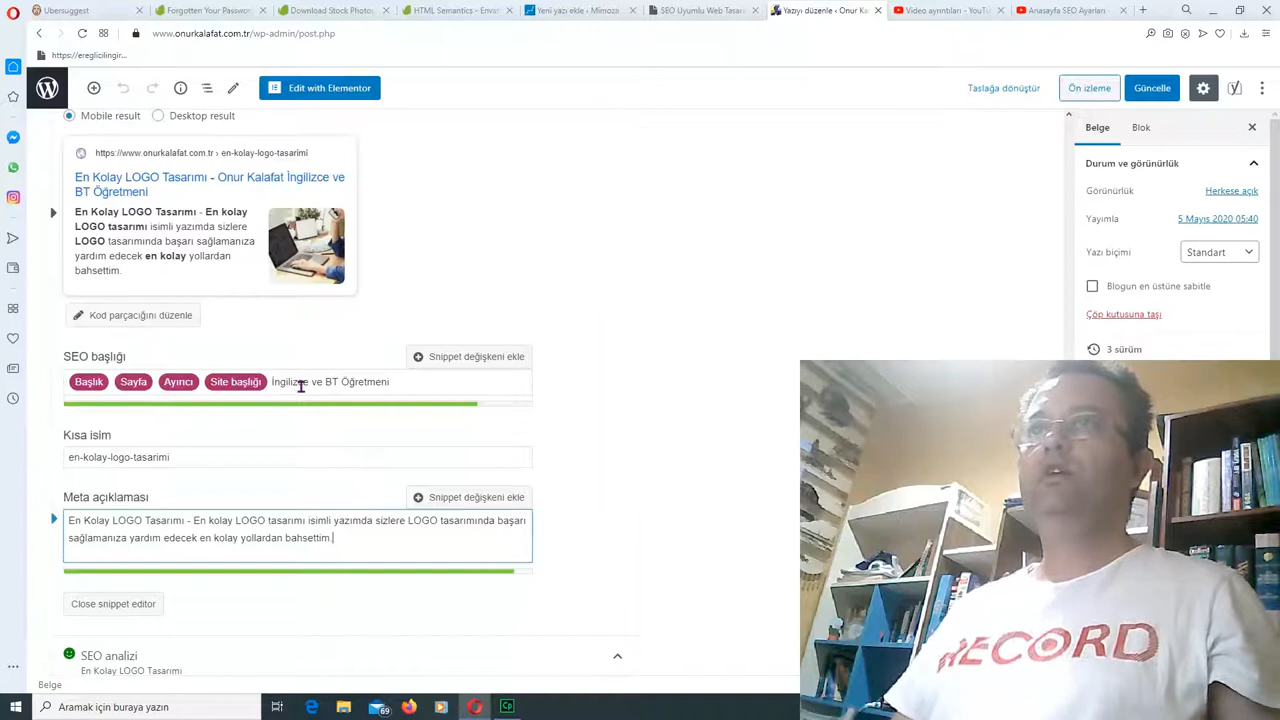 Ubersuggest
Forgotten Your Passwor
Download Stock Photog
HTML Semantics - Envat
Yeni yazı ekle ‹ Mimoza
SEO Uyumlu Web Tasar
Yazıyı düzenle ‹ Onur Ka
Video ayrıntıları - YouTu
Anasayfa SEO Ayarları -
www.onurkalafat.com.tr/wp-admin/post.php
https://ereglicilingir...
Edit with Elementor
Taslağa dönüştür
Ön izleme
Güncelle
Mobile result
Desktop result
https://www.onurkalafat.com.tr › en-kolay-logo-tasarimi
En Kolay LOGO Tasarımı - Onur Kalafat İngilizce ve
BT Öğretmeni
En Kolay LOGO Tasarımı - En kolay
LOGO tasarımı isimli yazımda sizlere
LOGO tasarımında başarı sağlamanıza
yardım edecek en kolay yollardan
bahsettim.
Kod parçacığını düzenle
SEO başlığı
Snippet değişkeni ekle
Başlık Sayfa Ayırıcı Site başlığı İngilizce ve BT Öğretmeni
Kısa isim
en-kolay-logo-tasarimi
Meta açıklaması
Snippet değişkeni ekle
En Kolay LOGO Tasarımı - En kolay LOGO tasarımı isimli yazımda sizlere LOGO tasarımında başarı
sağlamanıza yardım edecek en kolay yollardan bahsettim.
Close snippet editor
SEO analizi
En Kolay LOGO Tasarımı
Belge
Belge
Blok
Durum ve görünürlük
Görünürlük
Herkese açık
Yayımla
5 Mayıs 2020 05:40
Yazı biçimi
Standart
Blogun en üstüne sabitle
Çöp kutusuna taşı
3 sürüm
RECORD
Aramak için buraya yazın
69
Cp